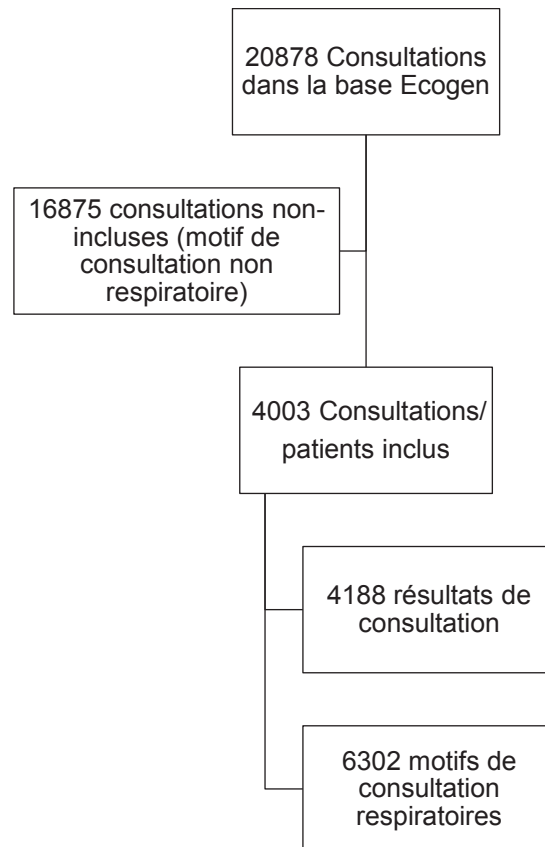 20878 Consultations
dans la base Ecogen
16875 consultations non-
incluses (motif de
consultation non
respiratoire)
4003 Consultations/
patients inclus
4188 résultats de
consultation
6302 motifs de
consultation
respiratoires